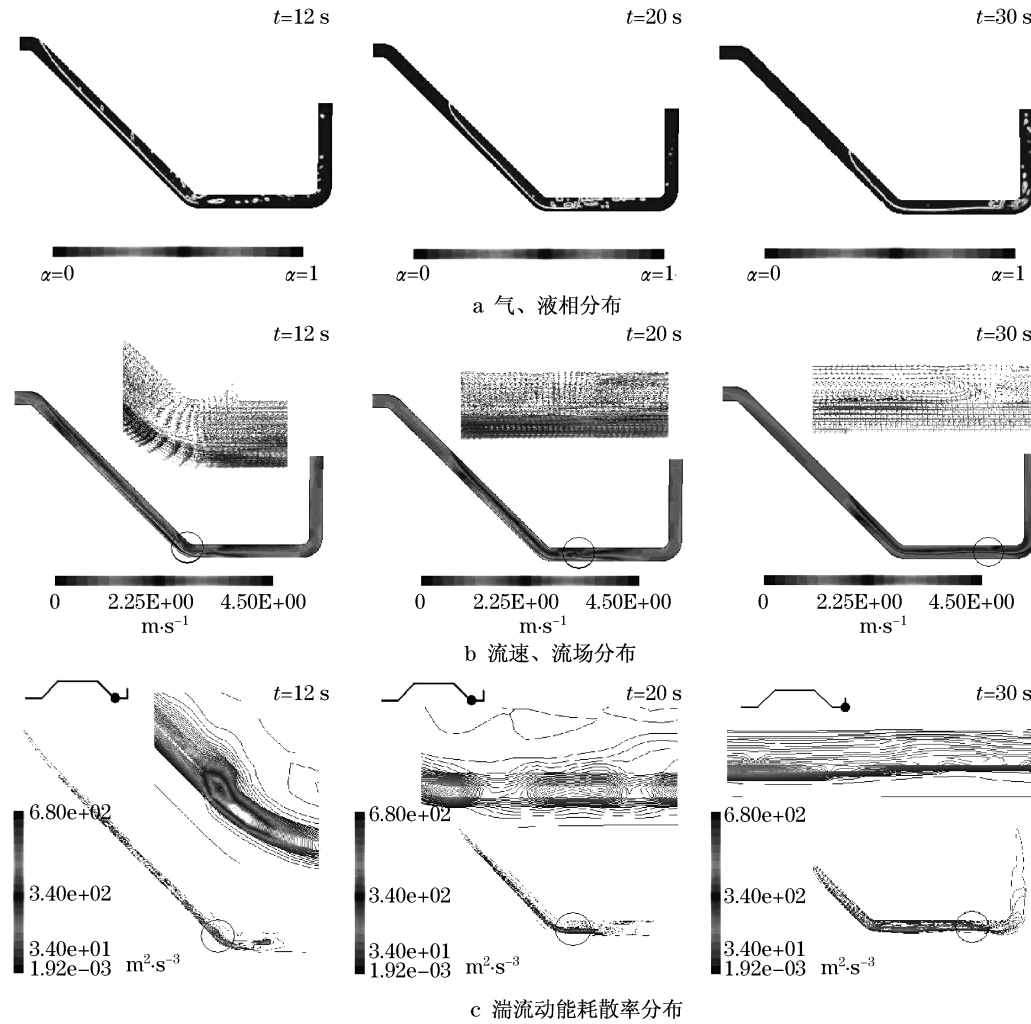 t=12 s
t=20 s
t=30 s
α=0 α=1
α=0 α=1
α=0 α=1
a 气、液相分布
t=12 s
t=20 s
t=30 s
0 2.25E+00 4.50E+00
m·s⁻¹
0 2.25E+00 4.50E+00
m·s⁻¹
0 2.25E+00 4.50E+00
m·s⁻¹
b 流速、流场分布
t=12 s
t=20 s
t=30 s
6.80e+02
3.40e+02
3.40e+01
1.92e−03 m²·s⁻³
6.80e+02
3.40e+02
3.40e+01
1.92e−03 m²·s⁻³
6.80e+02
3.40e+02
3.40e+01
1.92e−03 m²·s⁻³
c 湍流动能耗散率分布